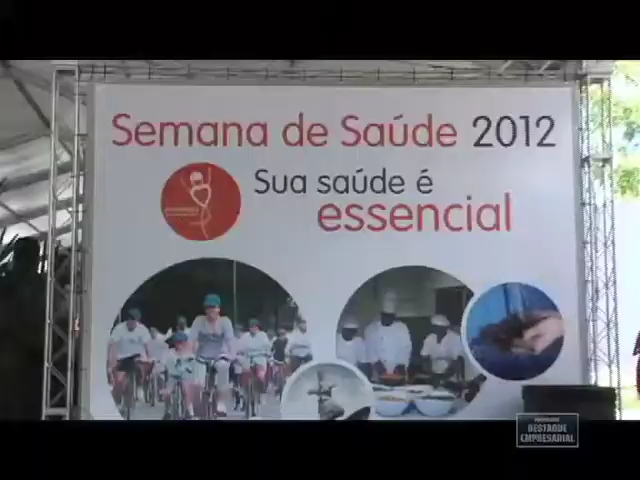 Semana de Saúde 2012
Sua saúde é
essencial
DESTAQUE
EMPRESARIAL